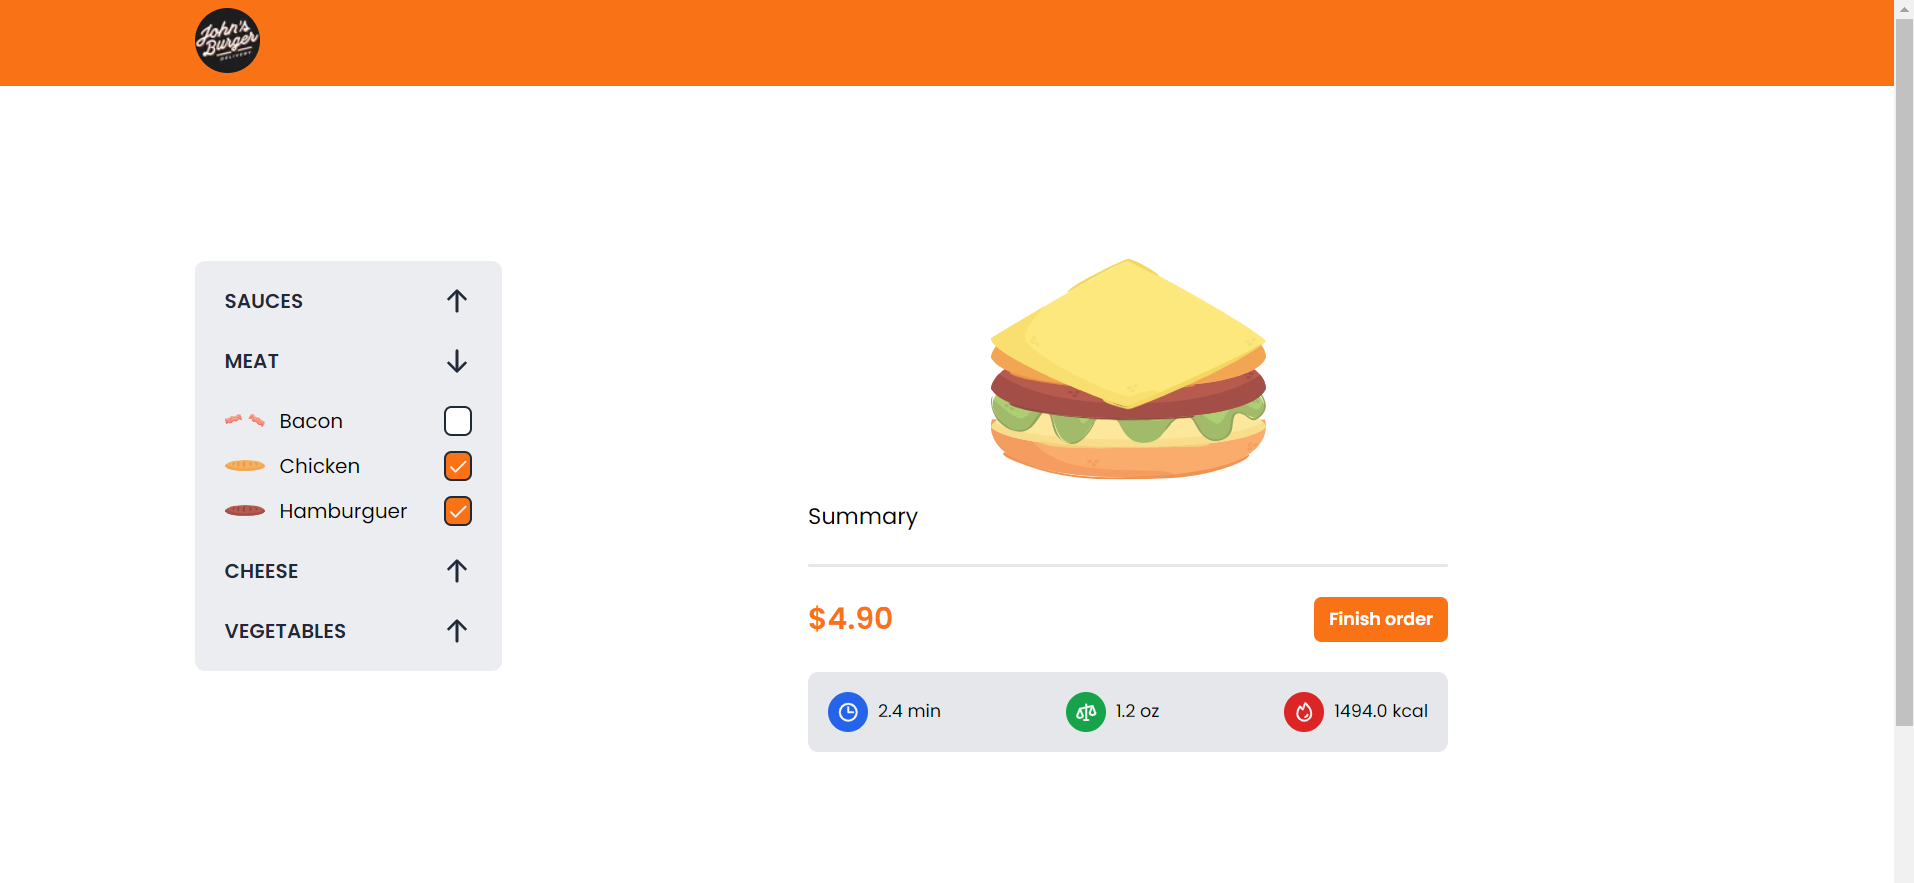 John's
Burger
DELIVERY
SAUCES
MEAT
Bacon
Chicken
Hamburguer
CHEESE
VEGETABLES
Summary
$4.90
Finish order
2.4 min
1.2 oz
1494.0 kcal